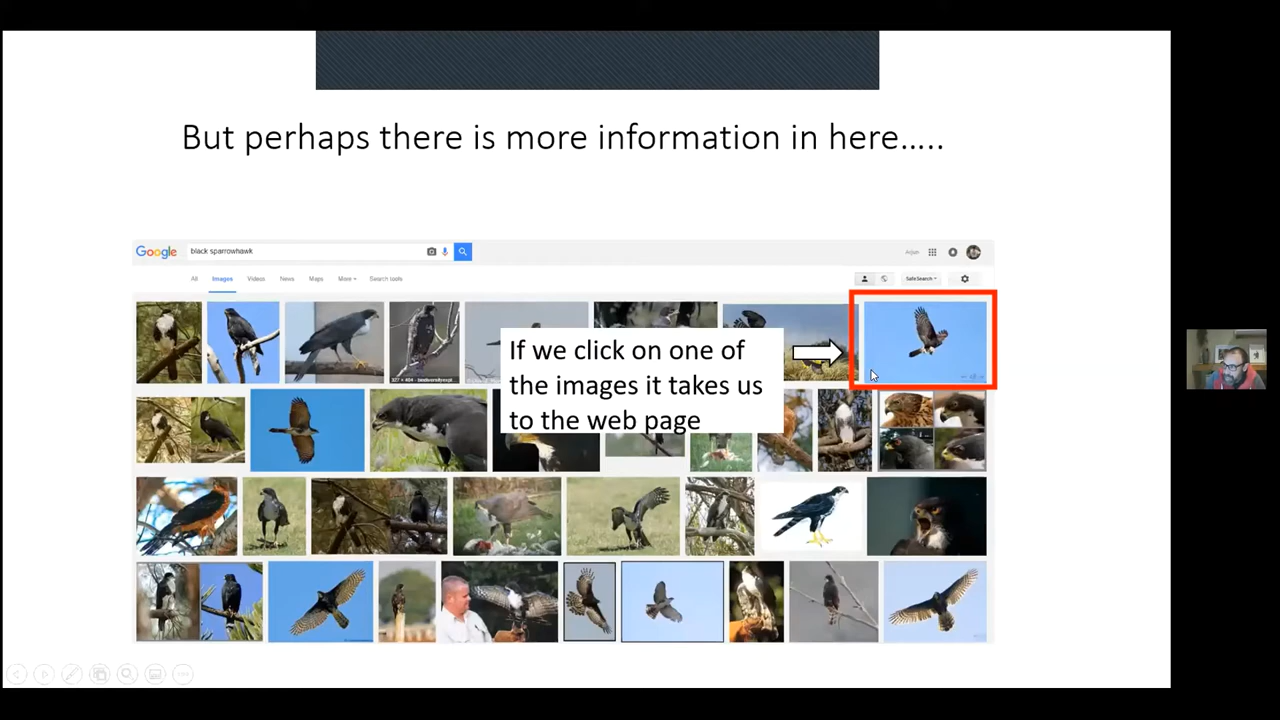 But perhaps there is more information in here…..
Google black sparrowhawk
All Images Videos News Maps More Search tools SafeSearch
If we click on one of
the images it takes us
to the web page